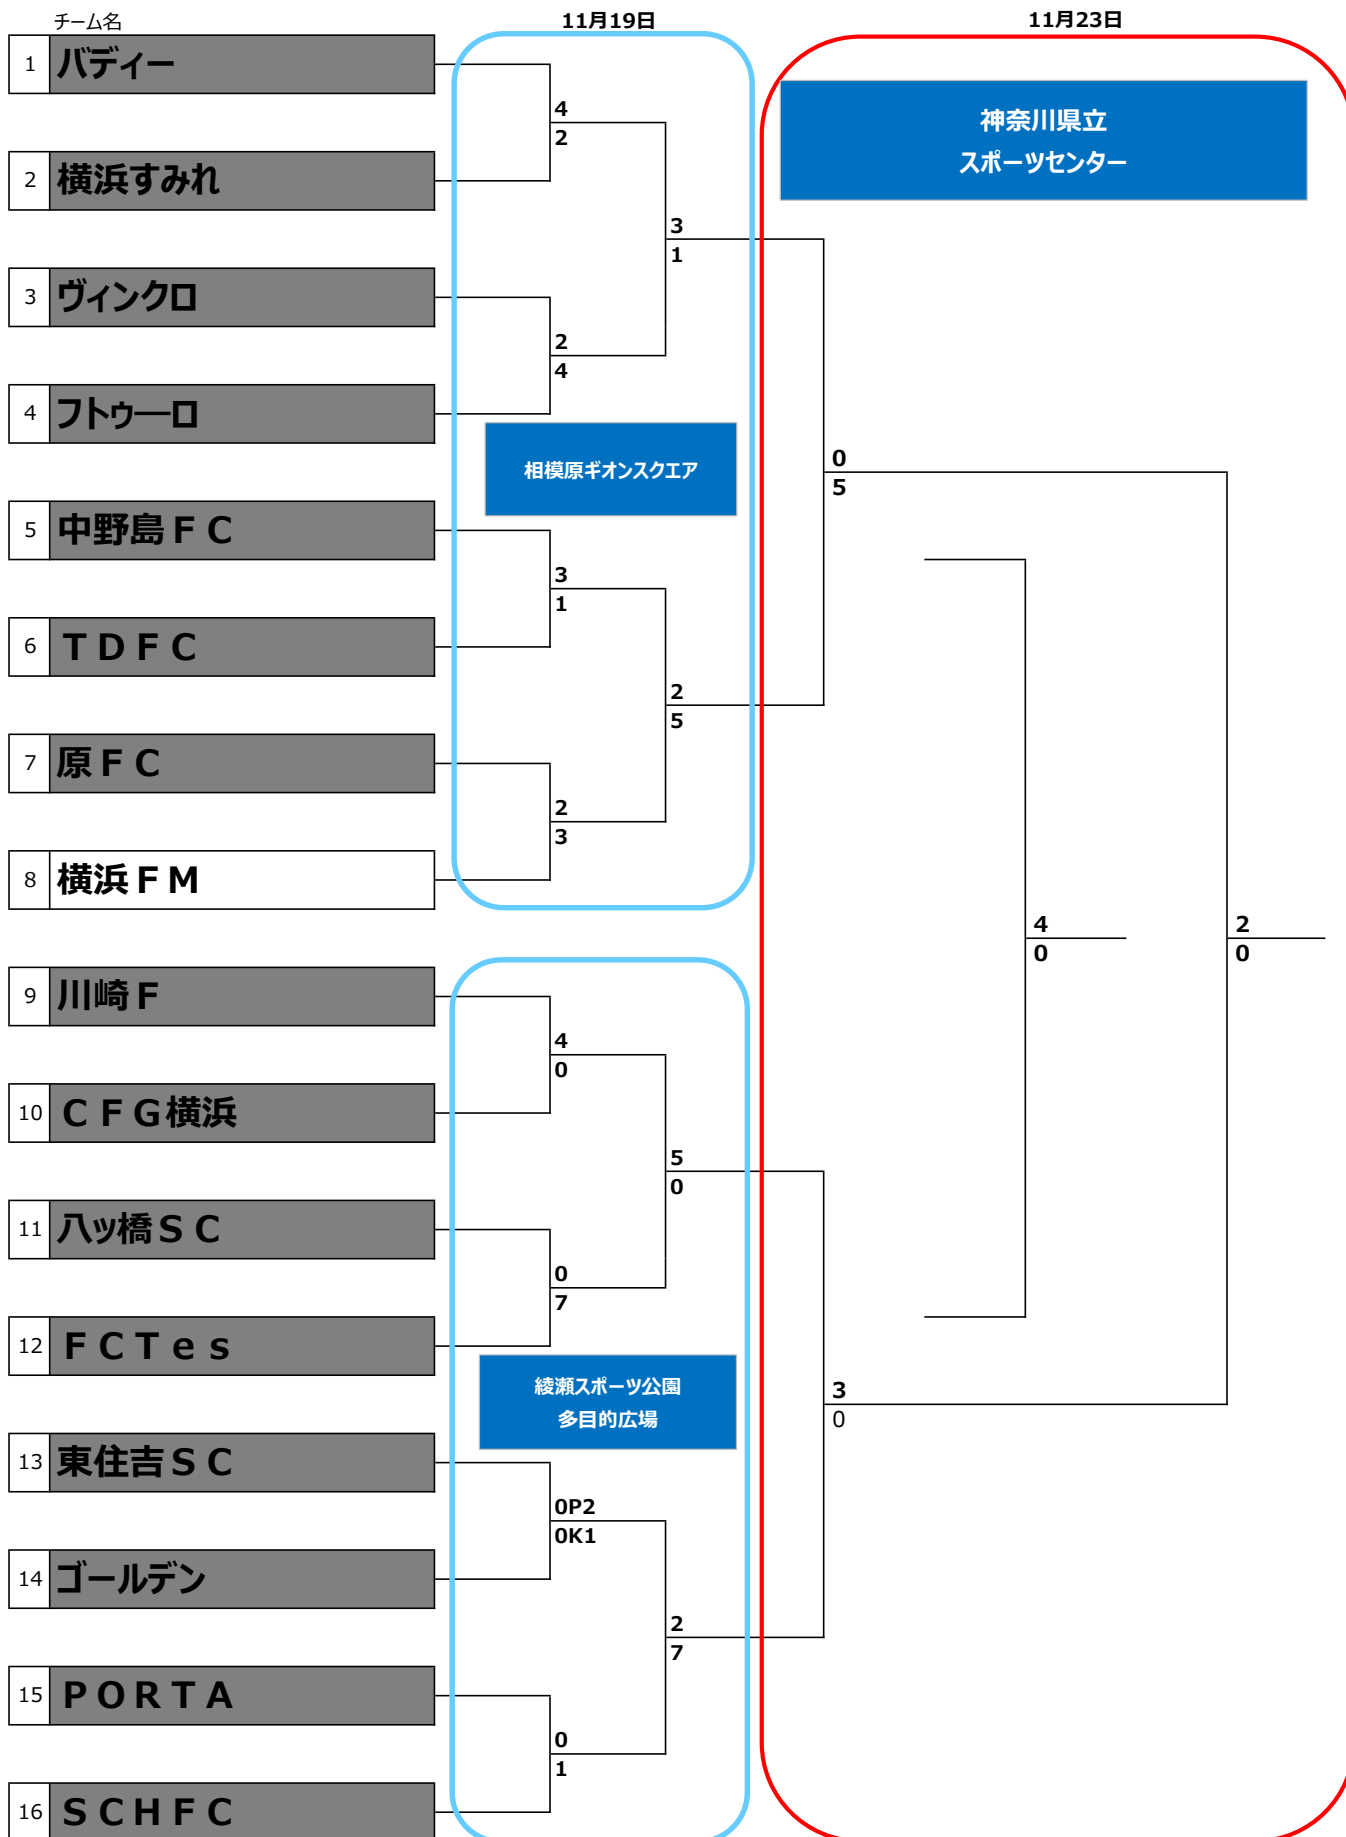 チーム名
11月19日
11月23日
1 バディー
神奈川県立
スポーツセンター
4
2
2 横浜すみれ
3
1
3 ヴィンクロ
2
4
4 フトゥーロ
相模原ギオンスクエア
0
5
5 中野島FC
3
1
6 TDFC
2
5
7 原FC
2
3
8 横浜FM
4
0
2
0
9 川崎F
4
0
10 CFG横浜
5
0
11 八ッ橋SC
0
7
12 FCTes
綾瀬スポーツ公園
多目的広場
3
0
13 東住吉SC
0P2
0K1
14 ゴールデン
2
7
15 PORTA
0
1
16 SCHFC